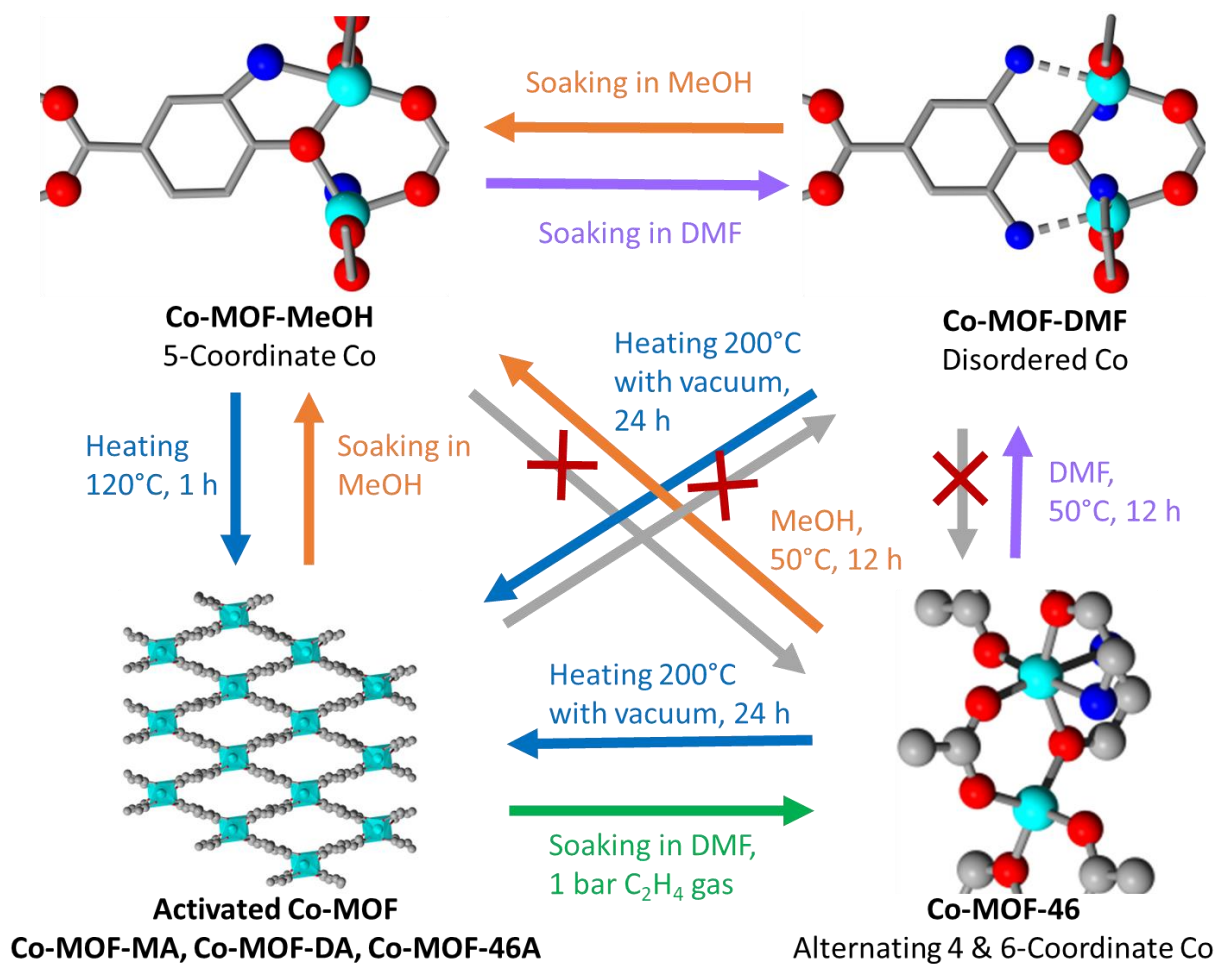 Soaking in MeOH
Soaking in DMF
Co-MOF-MeOH
5-Coordinate Co
Co-MOF-DMF
Disordered Co
Heating 200°C
with vacuum,
24 h
Heating
120°C, 1 h
Soaking in
MeOH
DMF,
50°C, 12 h
MeOH,
50°C, 12 h
Heating 200°C
with vacuum, 24 h
Soaking in DMF,
1 bar C₂H₄ gas
Activated Co-MOF
Co-MOF-MA, Co-MOF-DA, Co-MOF-46A
Co-MOF-46
Alternating 4 & 6-Coordinate Co